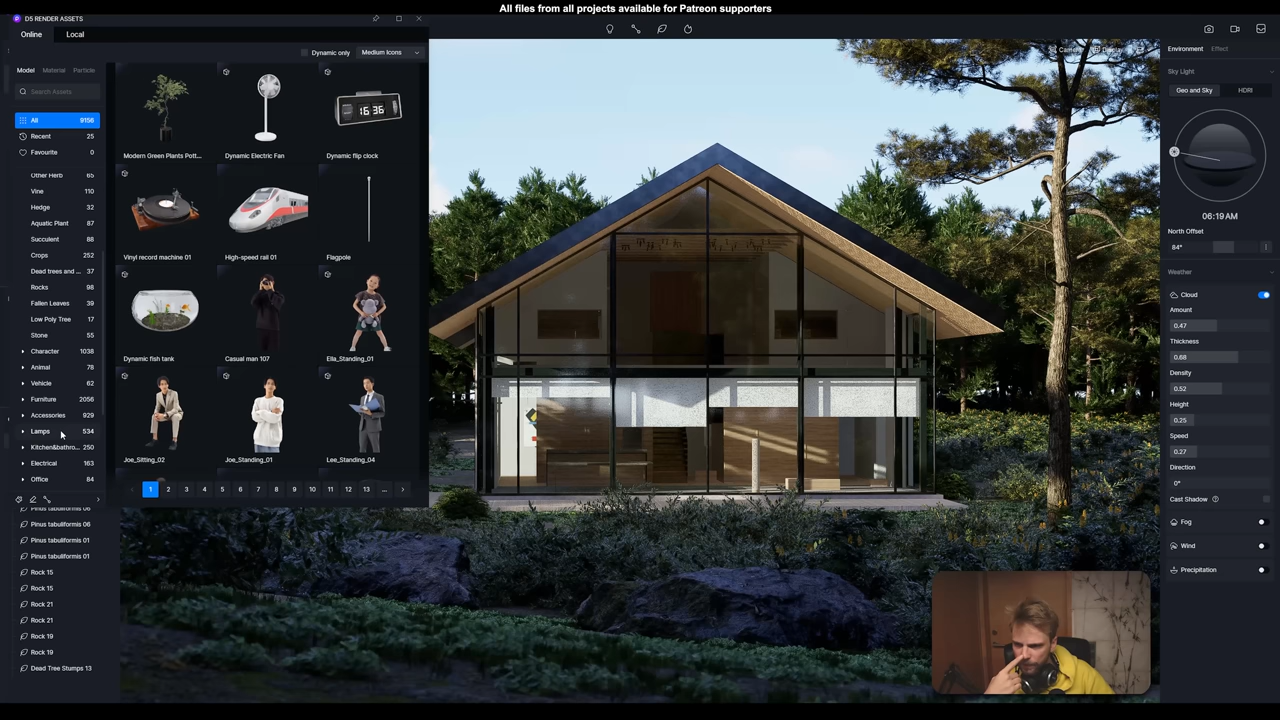 All files from all projects available for Patreon supporters
D5 RENDER ASSETS
Online
Local
Dynamic only
Medium Icons
Model
Material
Particle
Search Assets
All 9156
Recent 25
Favourite 0
Other Herb 65
Vine 110
Hedge 32
Aquatic Plant 87
Succulent 88
Crops 252
Dead trees and ... 37
Rocks 98
Fallen Leaves 39
Low Poly Tree 17
Stone 55
Character 1038
Animal 78
Vehicle 62
Furniture 2056
Accessories 929
Lamps 534
Kitchen&bathro... 250
Electrical 163
Office 84
Modern Green Plants Pott...
Dynamic Electric Fan
16 36
Dynamic flip clock
Vinyl record machine 01
High-speed rail 01
Flagpole
Dynamic fish tank
Casual man 107
Ella_Standing_01
Joe_Sitting_02
Joe_Standing_01
Lee_Standing_04
1 2 3 4 5 6 7 8 9 10 11 12 13 ...
Pinus tabuliformis 06
Pinus tabuliformis 06
Pinus tabuliformis 01
Pinus tabuliformis 01
Rock 15
Rock 15
Rock 21
Rock 21
Rock 19
Rock 19
Dead Tree Stumps 13
Camera
Display
Environment
Effect
Sky Light
Geo and Sky
HDRI
06:19 AM
North Offset
84°
Weather
Cloud
Amount
0.47
Thickness
0.68
Density
0.52
Height
0.25
Speed
0.27
Direction
0°
Cast Shadow
Fog
Wind
Precipitation